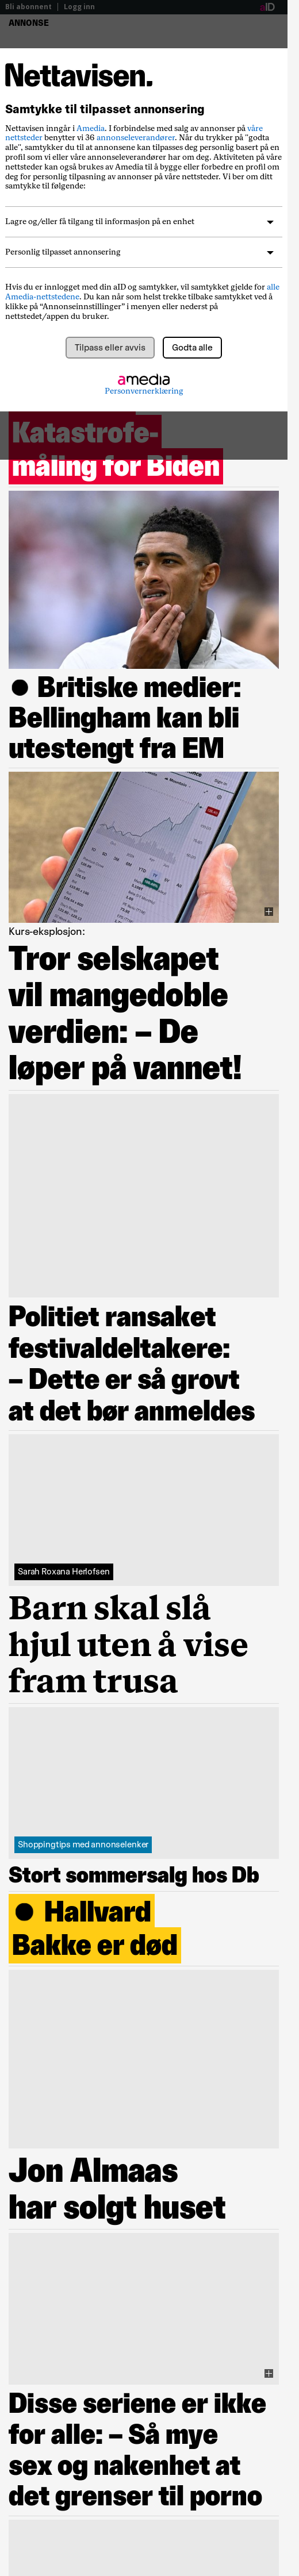 Bli abonnent | Logg inn
aID
ANNONSE
Nettavisen.
Samtykke til tilpasset annonsering
Nettavisen inngår i Amedia. I forbindelse med salg av annonser på våre
nettsteder benytter vi 36 annonseleverandører. Når du trykker på "godta
alle", samtykker du til at annonsene kan tilpasses deg personlig basert på en
profil som vi eller våre annonseleverandører har om deg. Aktiviteten på våre
nettsteder kan også brukes av Amedia til å bygge eller forbedre en profil om
deg for personlig tilpasning av annonser på våre nettsteder. Vi ber om ditt
samtykke til følgende:
Lagre og/eller få tilgang til informasjon på en enhet
Personlig tilpasset annonsering
Hvis du er innlogget med din aID og samtykker, vil samtykket gjelde for alle
Amedia-nettstedene. Du kan når som helst trekke tilbake samtykket ved å
klikke på “Annonseinnstillinger” i menyen eller nederst på
nettstedet/appen du bruker.
Tilpass eller avvis
Godta alle
amedia
Personvernerklæring
Katastrofe-
måling for Biden
● Britiske medier:
Bellingham kan bli
utestengt fra EM
Kurs-eksplosjon:
Tror selskapet
vil mangedoble
verdien: – De
løper på vannet!
Politiet ransaket
festivaldeltakere:
– Dette er så grovt
at det bør anmeldes
Sarah Roxana Herlofsen
Barn skal slå
hjul uten å vise
fram trusa
Shoppingtips med annonselenker
Stort sommersalg hos Db
● Hallvard
Bakke er død
Jon Almaas
har solgt huset
Disse seriene er ikke
for alle: – Så mye
sex og nakenhet at
det grenser til porno